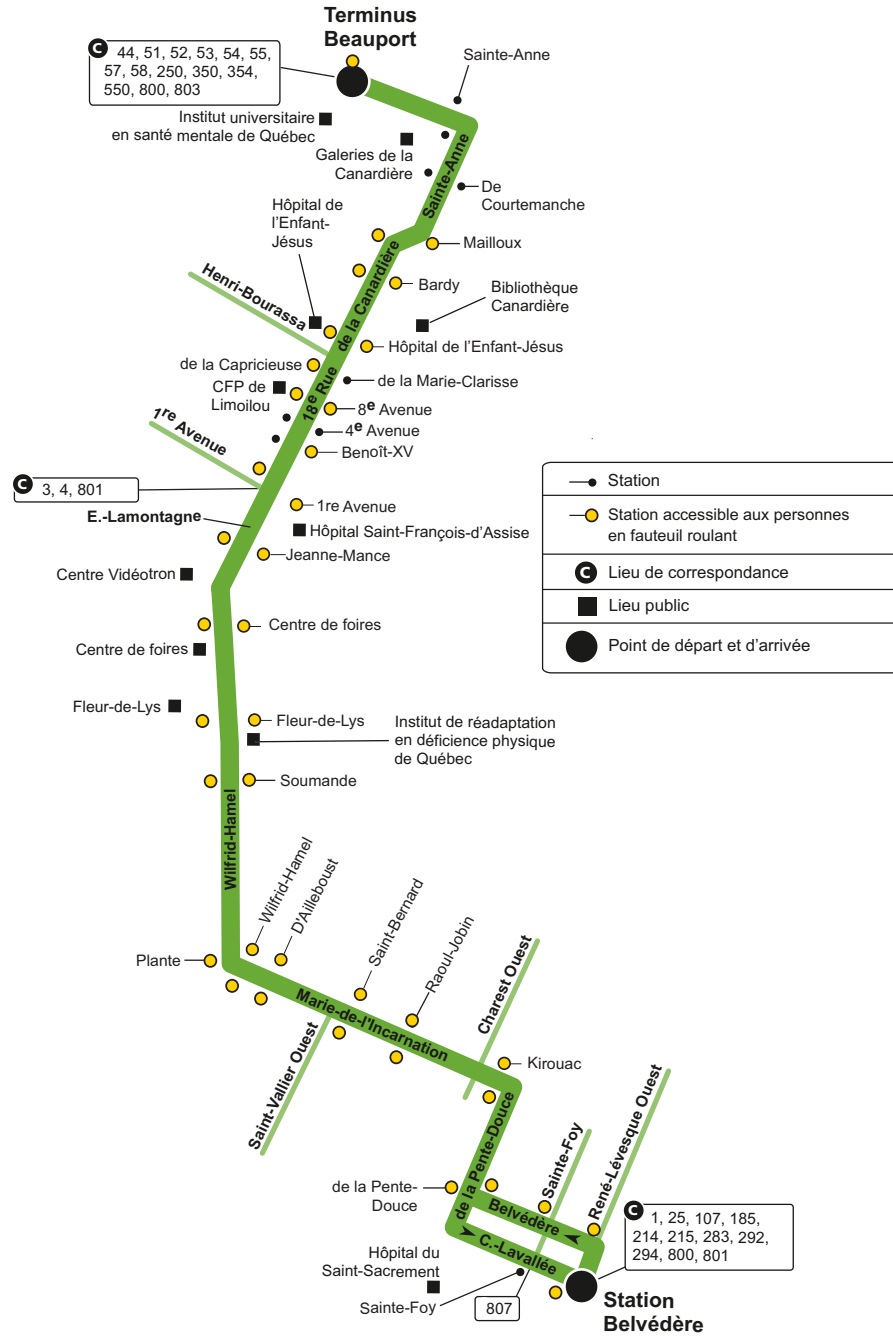 Terminus
Beauport
C 44, 51, 52, 53, 54, 55,
57, 58, 250, 350, 354,
550, 800, 803
Sainte-Anne
Institut universitaire
en santé mentale de Québec
Galeries de la
Canardière
Sainte-Anne
De
Courtemanche
Hôpital de
l'Enfant-
Jésus
Mailloux
Henri-Bourassa
de la Canardière
Bardy
Bibliothèque
Canardière
Hôpital de l'Enfant-Jésus
de la Capricieuse
de la Marie-Clarisse
CFP de
Limoilou
18e Rue
8e Avenue
4e Avenue
1re Avenue
Benoît-XV
C 3, 4, 801
1re Avenue
E.-Lamontagne
Hôpital Saint-François-d'Assise
Jeanne-Mance
Centre Vidéotron
Station
Station accessible aux personnes
en fauteuil roulant
C Lieu de correspondance
Lieu public
Point de départ et d'arrivée
Centre de foires
Centre de foires
Fleur-de-Lys
Fleur-de-Lys
Institut de réadaptation
en déficience physique
de Québec
Soumande
Wilfrid-Hamel
Wilfrid-Hamel
D'Ailleboust
Saint-Bernard
Raoul-Jobin
Plante
Marie-de-l'Incarnation
Charest Ouest
Saint-Vallier Ouest
Kirouac
de la Pente-Douce
Sainte-Foy
René-Lévesque Ouest
de la Pente-
Douce
Belvédère
C.-Lavallée
C 1, 25, 107, 185,
214, 215, 283, 292,
294, 800, 801
Hôpital du
Saint-Sacrement
Sainte-Foy
807
Station
Belvédère